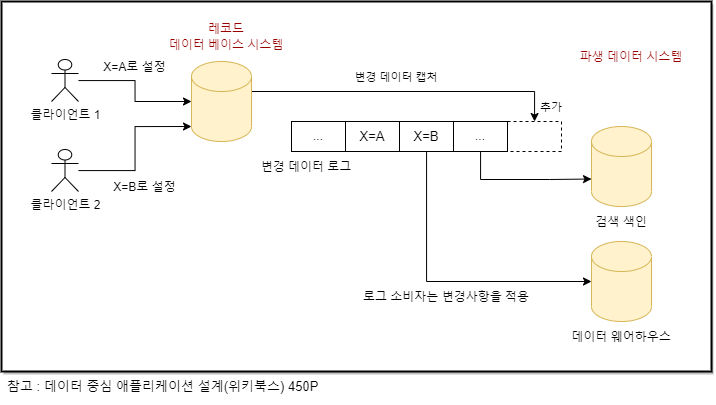 레코드
데이터 베이스 시스템
파생 데이터 시스템
X=A로 설정
변경 데이터 캡처
클라이언트 1
추가
...
X=A
X=B
...
변경 데이터 로그
X=B로 설정
클라이언트 2
검색 색인
로그 소비자는 변경사항을 적용
데이터 웨어하우스
참고 : 데이터 중심 애플리케이션 설계(위키북스) 450P